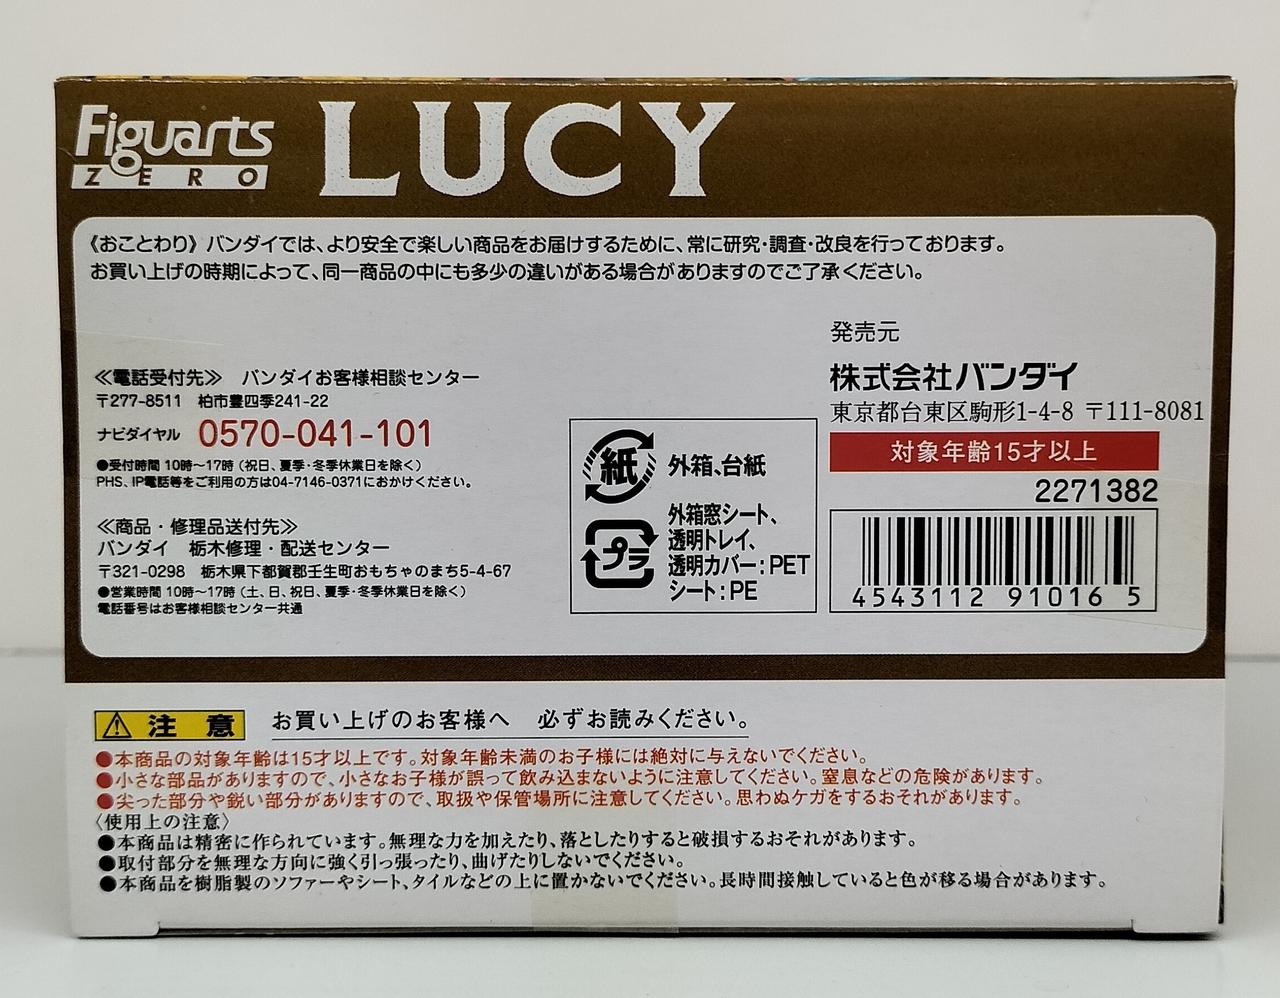 Figuarts
ZERO
LUCY
《おことわり》バンダイでは、より安全で楽しい商品をお届けするために、常に研究・調査・改良を行っております。
お買い上げの時期によって、同一商品の中にも多少の違いがある場合がありますのでご了承ください。
≪電話受付先≫ バンダイお客様相談センター
〒277-8511 柏市豊四季241-22
ナビダイヤル 0570-041-101
●受付時間 10時〜17時（祝日、夏季・冬季休業日を除く）
PHS、IP電話等をご利用の方は04-7146-0371におかけください。
≪商品・修理品送付先≫
バンダイ 栃木修理・配送センター
〒321-0298 栃木県下都賀郡壬生町おもちゃのまち5-4-67
●営業時間 10時〜17時（土、日、祝日、夏季・冬季休業日を除く）
電話番号はお客様相談センター共通
紙
外箱、台紙
プラ
外箱窓シート、
透明トレイ、
透明カバー：PET
シート：PE
発売元
株式会社バンダイ
東京都台東区駒形1-4-8 〒111-8081
対象年齢15才以上
2271382
4543112 91016 5
注意 お買い上げのお客様へ 必ずお読みください。
●本商品の対象年齢は15才以上です。対象年齢未満のお子様には絶対に与えないでください。
●小さな部品がありますので、小さなお子様が誤って飲み込まないように注意してください。窒息などの危険があります。
●尖った部分や鋭い部分がありますので、取扱や保管場所に注意してください。思わぬケガをするおそれがあります。
〈使用上の注意〉
●本商品は精密に作られています。無理な力を加えたり、落としたりすると破損するおそれがあります。
●取付部分を無理な方向に強く引っ張ったり、曲げたりしないでください。
●本商品を樹脂製のソファーやシート、タイルなどの上に置かないでください。長時間接触していると色が移る場合があります。